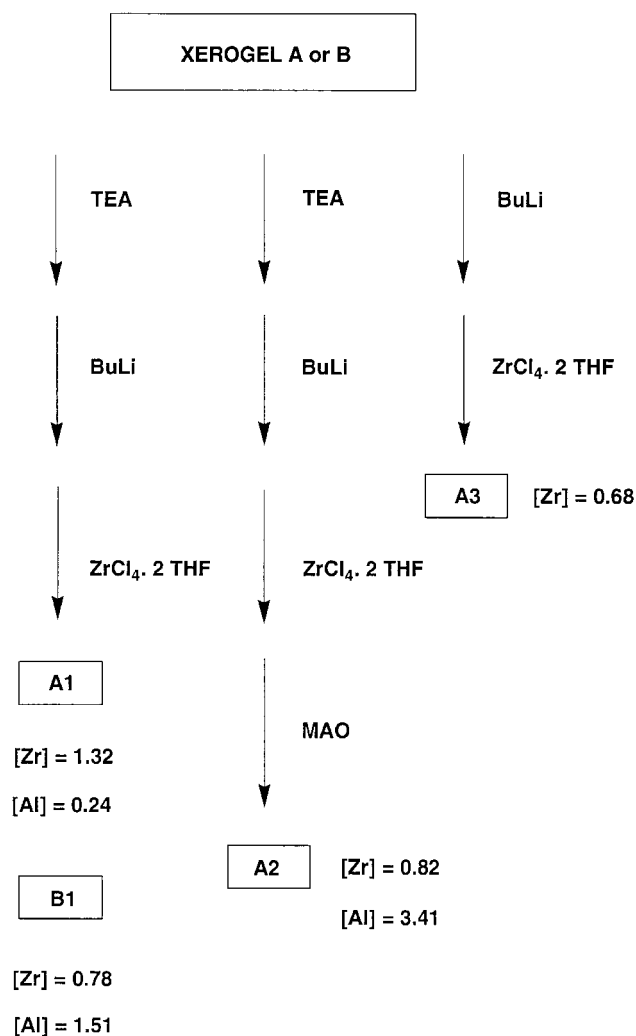 XEROGEL A or B
TEA
TEA
BuLi
BuLi
BuLi
ZrCl₄. 2 THF
A3
[Zr] = 0.68
ZrCl₄. 2 THF
ZrCl₄. 2 THF
A1
MAO
[Zr] = 1.32
[Al] = 0.24
A2
[Zr] = 0.82
B1
[Al] = 3.41
[Zr] = 0.78
[Al] = 1.51